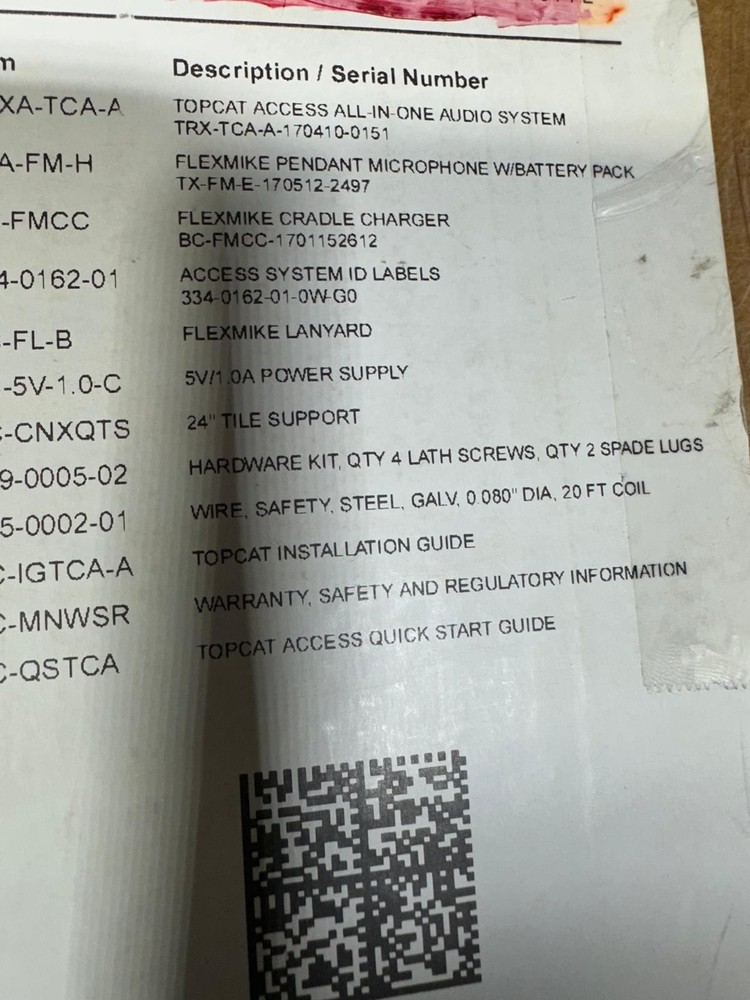 m Description / Serial Number
XA-TCA-A TOPCAT ACCESS ALL-IN-ONE AUDIO SYSTEM
TRX-TCA-A-170410-0151
A-FM-H FLEXMIKE PENDANT MICROPHONE W/BATTERY PACK
TX-FM-E-170512-2497
-FMCC FLEXMIKE CRADLE CHARGER
BC-FMCC-1701152612
4-0162-01 ACCESS SYSTEM ID LABELS
334-0162-01-0W-G0
-FL-B FLEXMIKE LANYARD
-5V-1.0-C 5V/1.0A POWER SUPPLY
-CNXQTS 24" TILE SUPPORT
9-0005-02 HARDWARE KIT, QTY 4 LATH SCREWS, QTY 2 SPADE LUGS
5-0002-01 WIRE, SAFETY, STEEL, GALV, 0.080" DIA, 20 FT COIL
C-IGTCA-A TOPCAT INSTALLATION GUIDE
C-MNWSR WARRANTY, SAFETY AND REGULATORY INFORMATION
C-QSTCA TOPCAT ACCESS QUICK START GUIDE